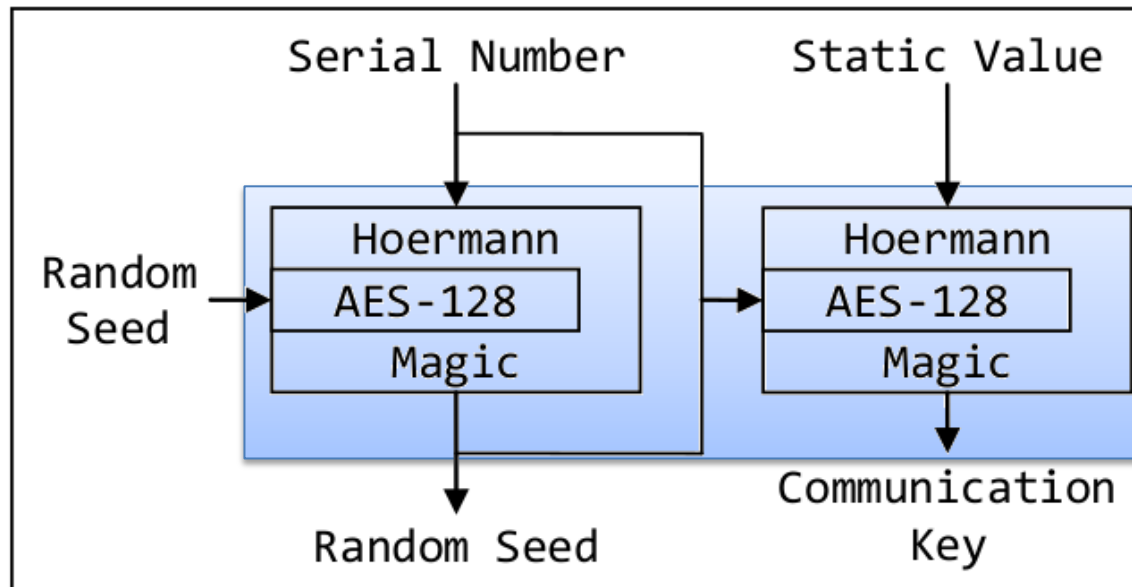 Serial Number
Static Value
Hoermann
AES-128
Magic
Hoermann
AES-128
Magic
Random
Seed
Random Seed
Communication
Key